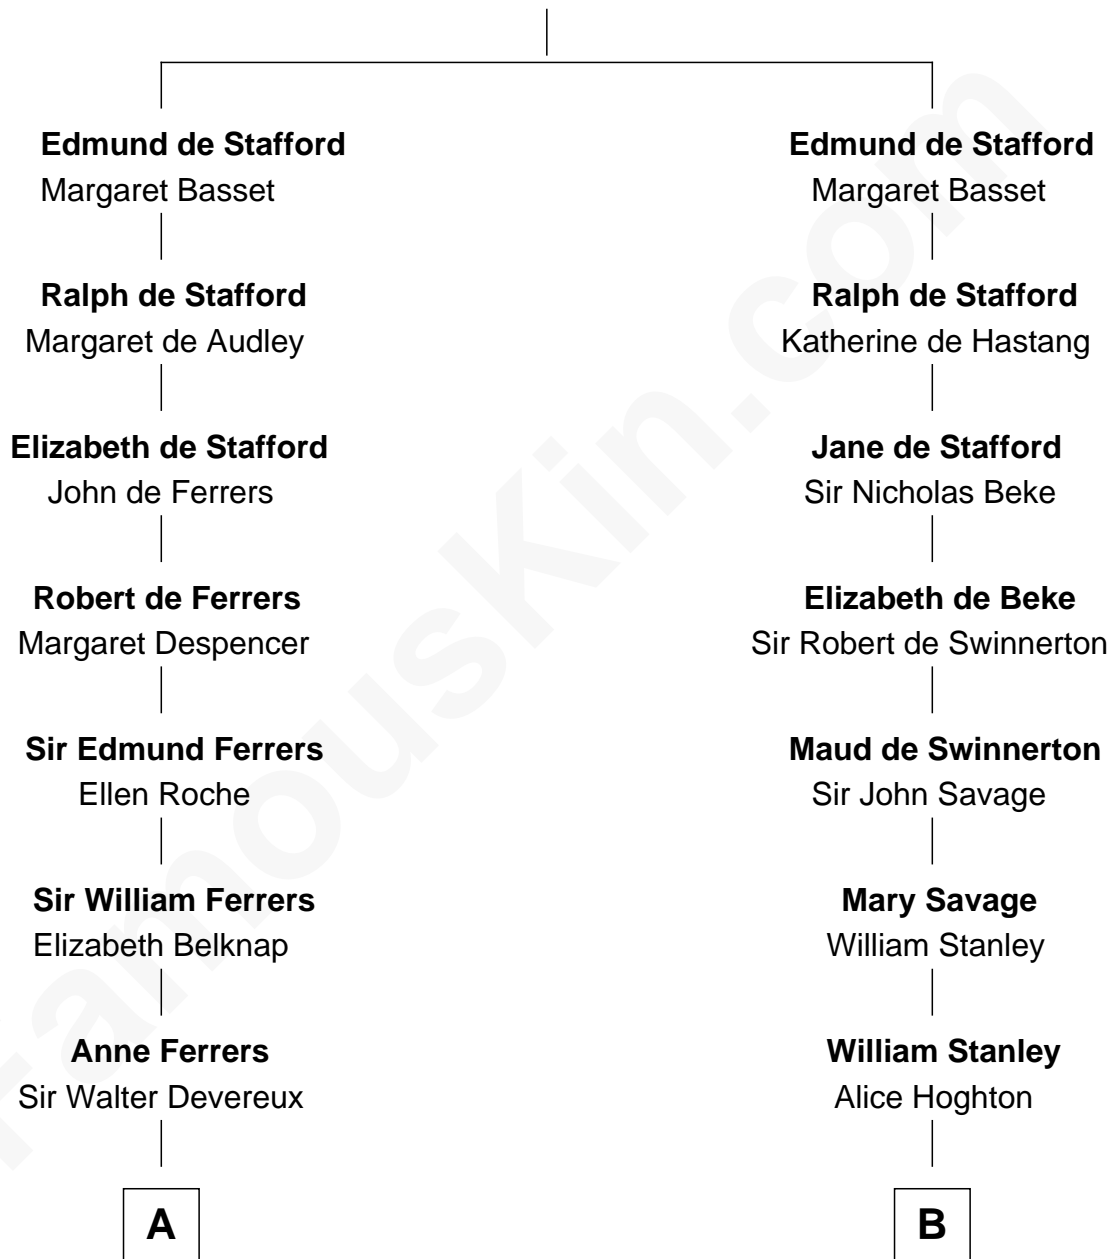 Edmund de Stafford
Margaret Basset
Ralph de Stafford
Margaret de Audley
Elizabeth de Stafford
John de Ferrers
Robert de Ferrers
Margaret Despencer
Sir Edmund Ferrers
Ellen Roche
Sir William Ferrers
Elizabeth Belknap
Anne Ferrers
Sir Walter Devereux
A
Edmund de Stafford
Margaret Basset
Ralph de Stafford
Katherine de Hastang
Jane de Stafford
Sir Nicholas Beke
Elizabeth de Beke
Sir Robert de Swinnerton
Maud de Swinnerton
Sir John Savage
Mary Savage
William Stanley
William Stanley
Alice Hoghton
B
FamousKin.com